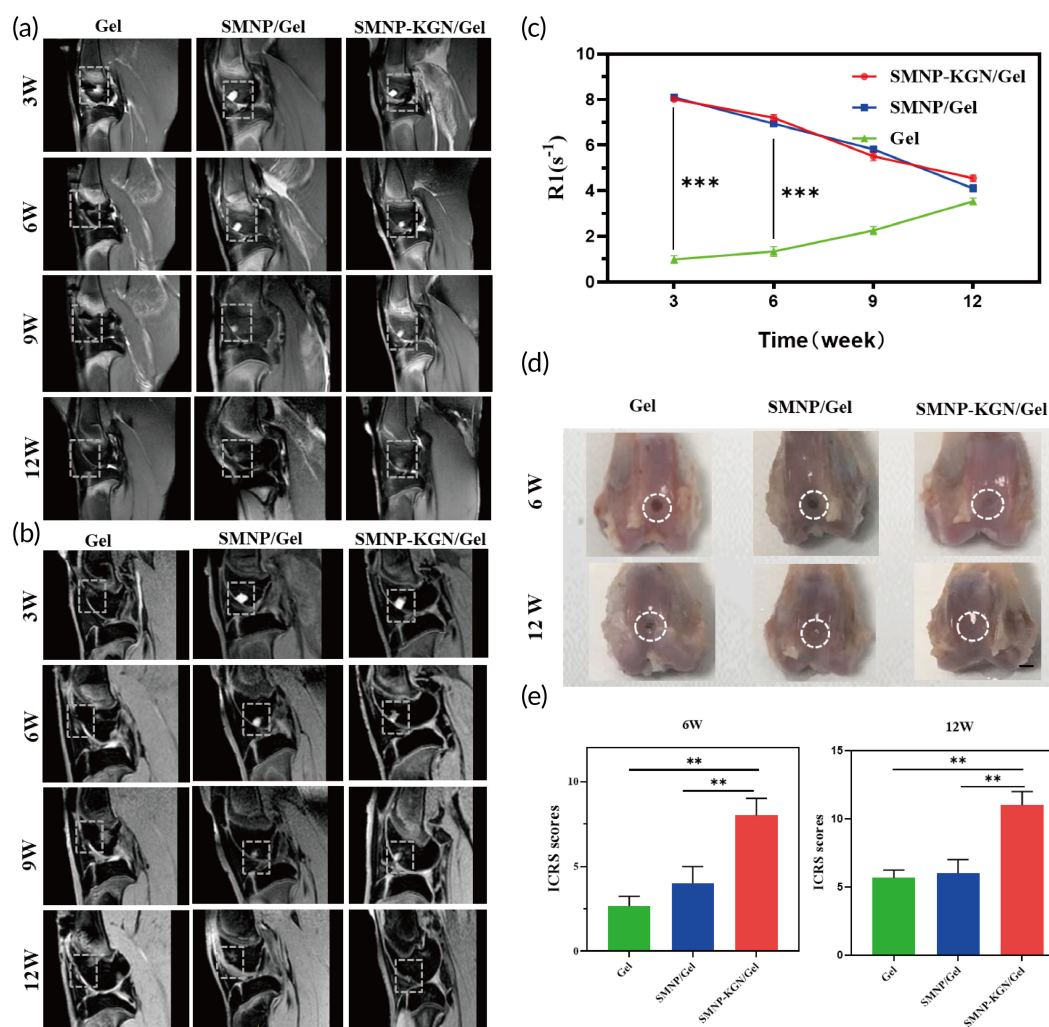 (a)
Gel SMNP/Gel SMNP-KGN/Gel
3W
6W
9W
12W
(b)
Gel SMNP/Gel SMNP-KGN/Gel
3W
6W
9W
12W
(c)
SMNP-KGN/Gel
SMNP/Gel
Gel
R1(s⁻¹)
10
8
6
4
2
0
***
***
3 6 9 12
Time(week)
(d)
Gel SMNP/Gel SMNP-KGN/Gel
6 W
12 W
(e)
6W
ICRS scores
10
5
0
**
**
Gel SMNP/Gel SMNP-KGN/Gel
12W
ICRS scores
15
10
5
0
**
**
Gel SMNP/Gel SMNP-KGN/Gel